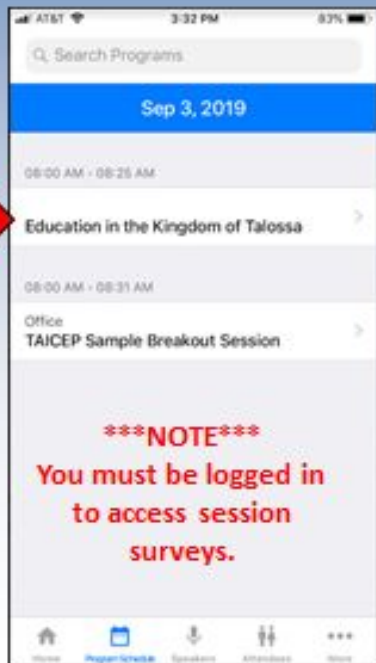 AT&T 3:32 PM 83%
Search Programs
Sep 3, 2019
08:00 AM - 08:25 AM
Education in the Kingdom of Talossa
08:00 AM - 08:31 AM
Office
TAICEP Sample Breakout Session
***NOTE***
You must be logged in
to access session
surveys.
Home Program Schedule Speakers Attendees More